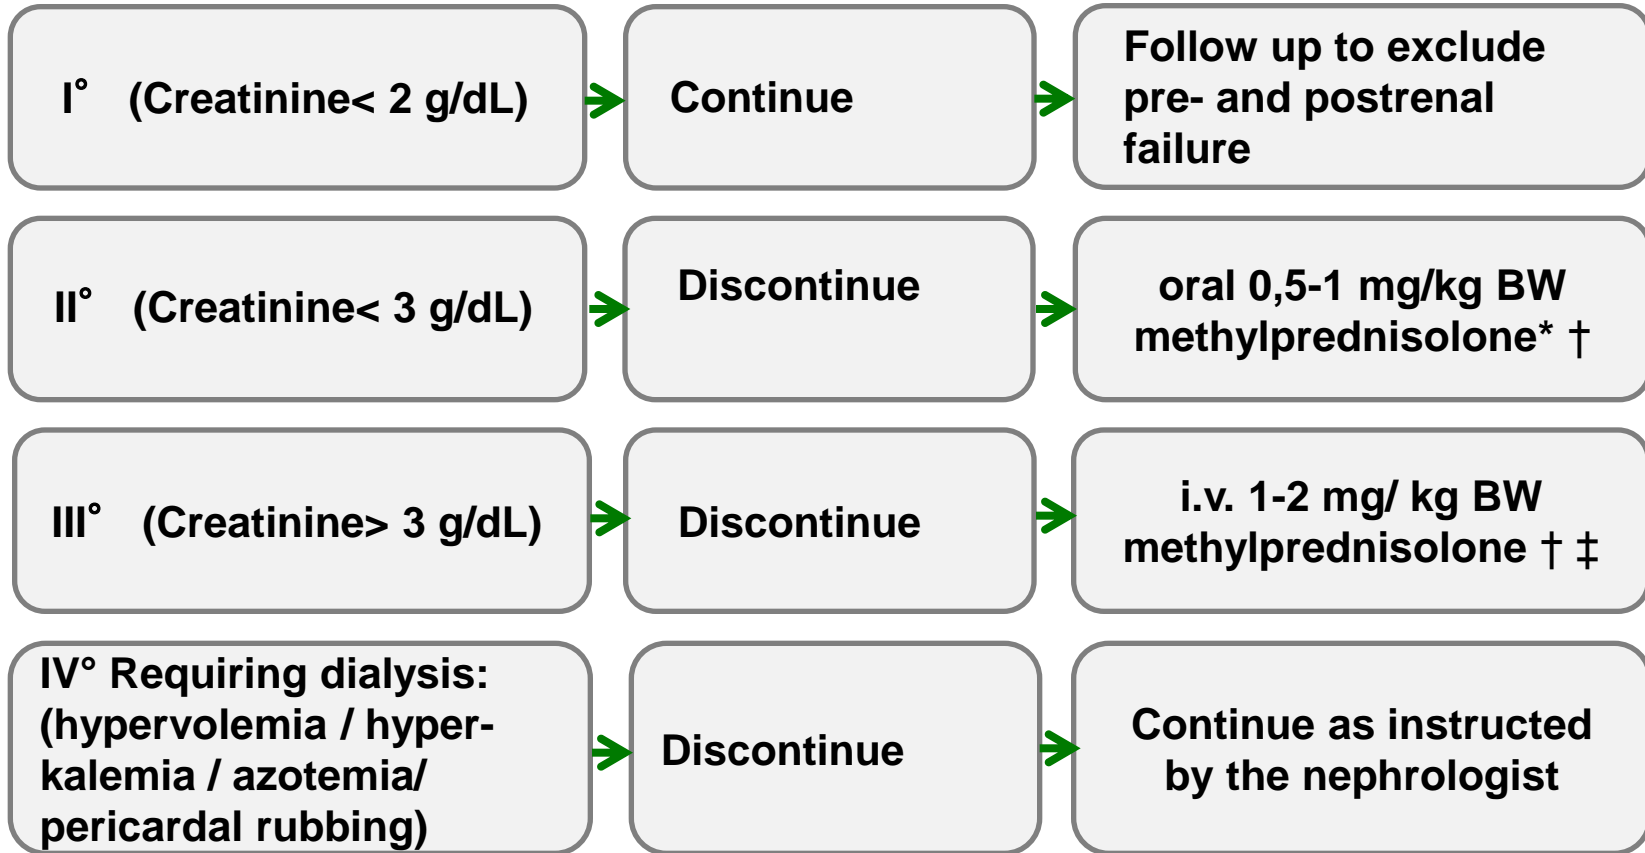 I° (Creatinine< 2 g/dL)
Continue
Follow up to exclude
pre- and postrenal
failure
II° (Creatinine< 3 g/dL)
Discontinue
oral 0,5-1 mg/kg BW
methylprednisolone* †
III° (Creatinine> 3 g/dL)
Discontinue
i.v. 1-2 mg/ kg BW
methylprednisolone † ‡
IV° Requiring dialysis:
(hypervolemia / hyper-
kalemia / azotemia/
pericardal rubbing)
Discontinue
Continue as instructed
by the nephrologist